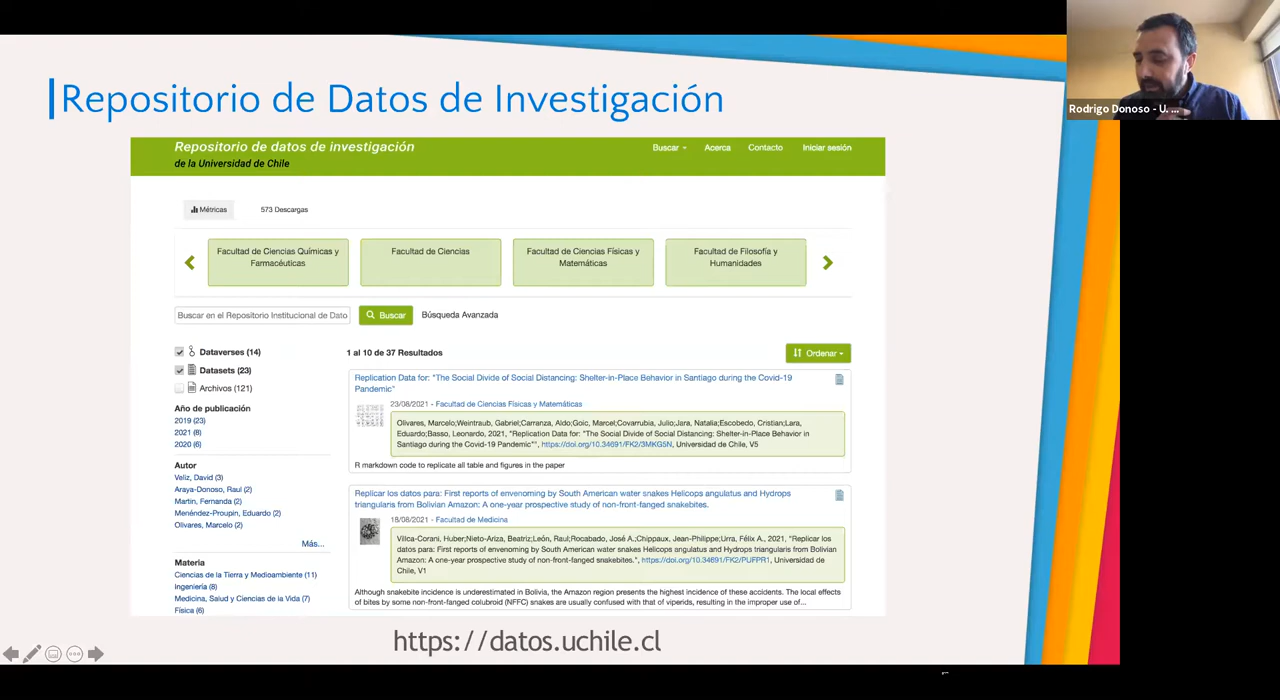 Repositorio de Datos de Investigación
Rodrigo Donoso - U. ...
Repositorio de datos de investigación
de la Universidad de Chile
Buscar
Acerca
Contacto
Iniciar sesión
Métricas
573 Descargas
Facultad de Ciencias Químicas y
Farmacéuticas
Facultad de Ciencias
Facultad de Ciencias Físicas y
Matemáticas
Facultad de Filosofía y
Humanidades
Buscar en el Repositorio Institucional de Dato
Buscar
Búsqueda Avanzada
Dataverses (14)
Datasets (23)
Archivos (121)
Año de publicación
2019 (23)
2021 (8)
2020 (6)
Autor
Veliz, David (3)
Araya-Donoso, Raul (2)
Martin, Fernanda (2)
Menéndez-Pupin, Eduardo (2)
Olivares, Marcelo (2)
Más...
Materia
Ciencias de la Tierra y Medioambiente (11)
Ingeniería (8)
Medicina, Salud y Ciencias de la Vida (7)
Física (6)
1 al 10 de 37 Resultados
Ordenar
Replication Data for: "The Social Divide of Social Distancing: Shelter-in-Place Behavior in Santiago during the Covid-19
Pandemic"
23/08/2021 - Facultad de Ciencias Físicas y Matemáticas
Olivares, Marcelo;Weintraub, Gabriel;Carranza, Aldo;Goic, Marcel;Covarrubia, Julio;Jara, Natalia;Escobedo, Cristian;Lara,
Eduardo;Basso, Leonardo, 2021, "Replication Data for: "The Social Divide of Social Distancing: Shelter-in-Place Behavior in
Santiago during the Covid-19 Pandemic"", https://doi.org/10.34691/FK2/3MKG5N, Universidad de Chile, V5
R markdown code to replicate all table and figures in the paper
Replicar los datos para: First reports of envenoming by South American water snakes Helicops angulatus and Hydrops
triangularis from Bolivian Amazon: A one-year prospective study of non-front-fanged snakebites.
18/08/2021 - Facultad de Medicina
Villca-Corani, Huber;Nieto-Ariza, Beatriz;León, Raul;Rocabado, José A.;Chippaux, Jean-Philippe;Urra, Félix A., 2021, "Replicar los
datos para: First reports of envenoming by South American water snakes Helicops angulatus and Hydrops triangularis from Bolivian
Amazon: A one-year prospective study of non-front-fanged snakebites.", https://doi.org/10.34691/FK2/PUFPR1, Universidad de
Chile, V1
Although snakebite incidence is underestimated in Bolivia, the Amazon region presents the highest incidence of these accidents. The local effects
of bites by some non-front-fanged colubroid (NFFC) snakes are usually confused with that of viperids, resulting in the improper use of...
https://datos.uchile.cl